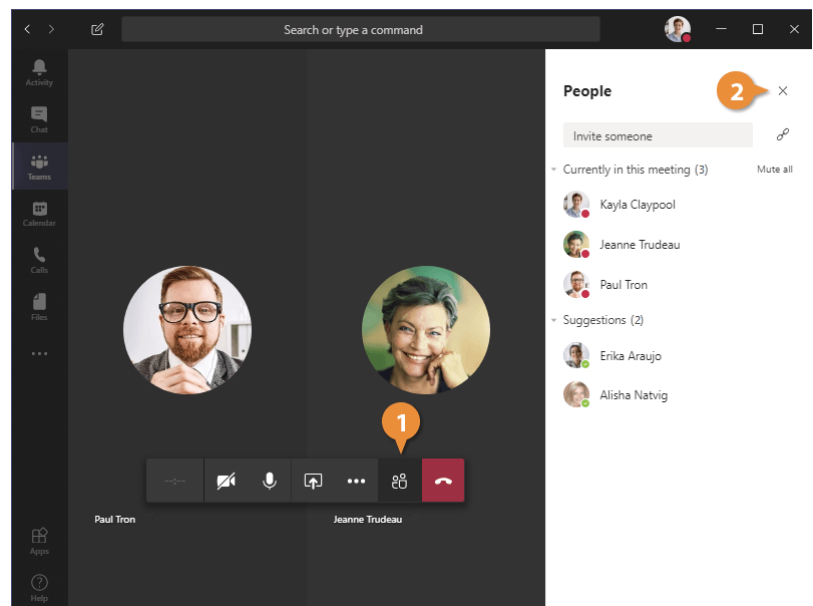 Search or type a command
Activity
Chat
Teams
Calendar
Calls
Files
Apps
Help
Paul Tron
Jeanne Trudeau
--:--
1
People
2
Invite someone
Currently in this meeting (3)
Mute all
Kayla Claypool
Jeanne Trudeau
Paul Tron
Suggestions (2)
Erika Araujo
Alisha Natvig